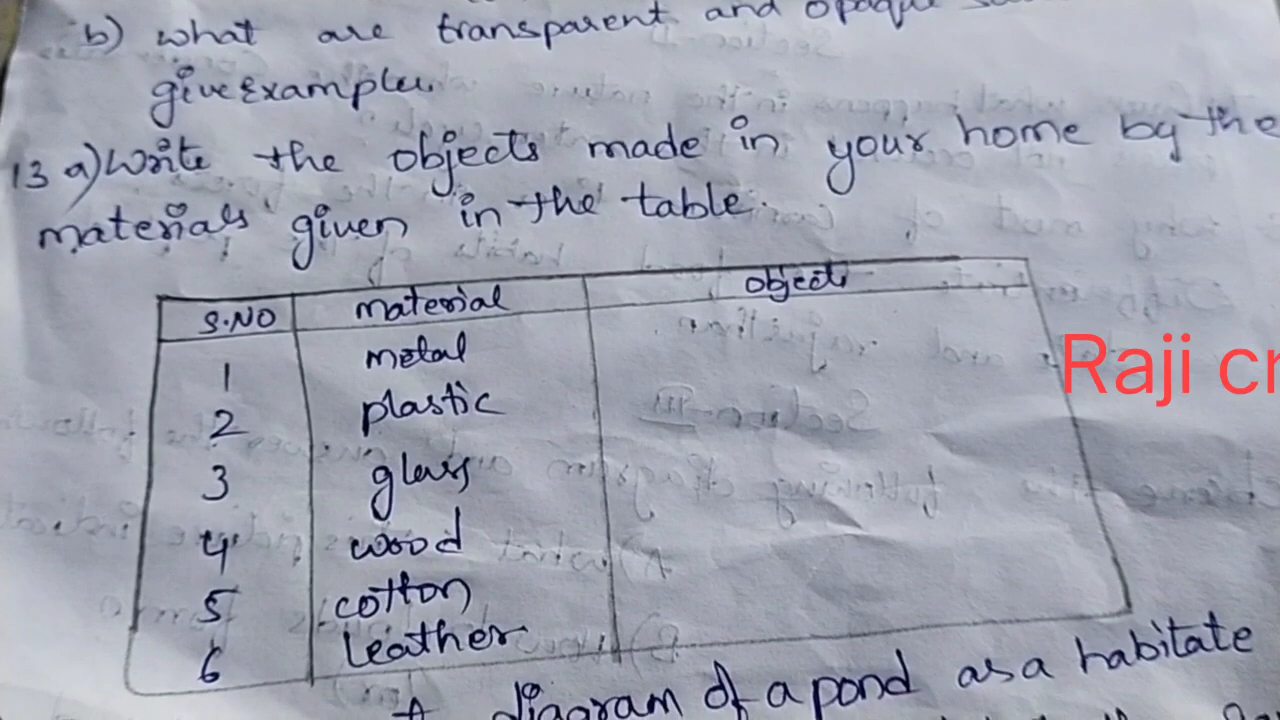 b) what are transparent and opaque
give Examples.
13 a) Write the objects made in your home by the
materials given in the table.
S.NO material objects
1 metal
2 plastic
3 glass
4 wood
5 cotton
6 leather
A diagram of a pond as a habitate
Raji cr